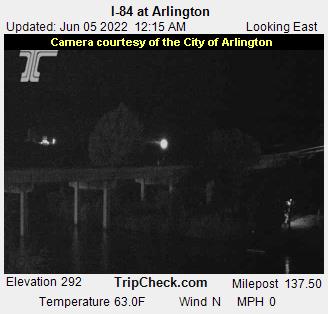 I-84 at Arlington
Updated: Jun 05 2022 12:15 AM Looking East
Camera courtesy of the City of Arlington
Elevation 292 TripCheck.com Milepost 137.50
Temperature 63.0F Wind N MPH 0